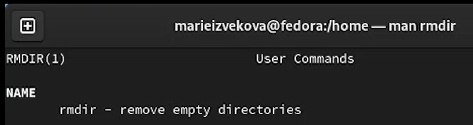 marieizvekova@fedora:/home — man rmdir
RMDIR(1) User Commands
NAME
rmdir - remove empty directories